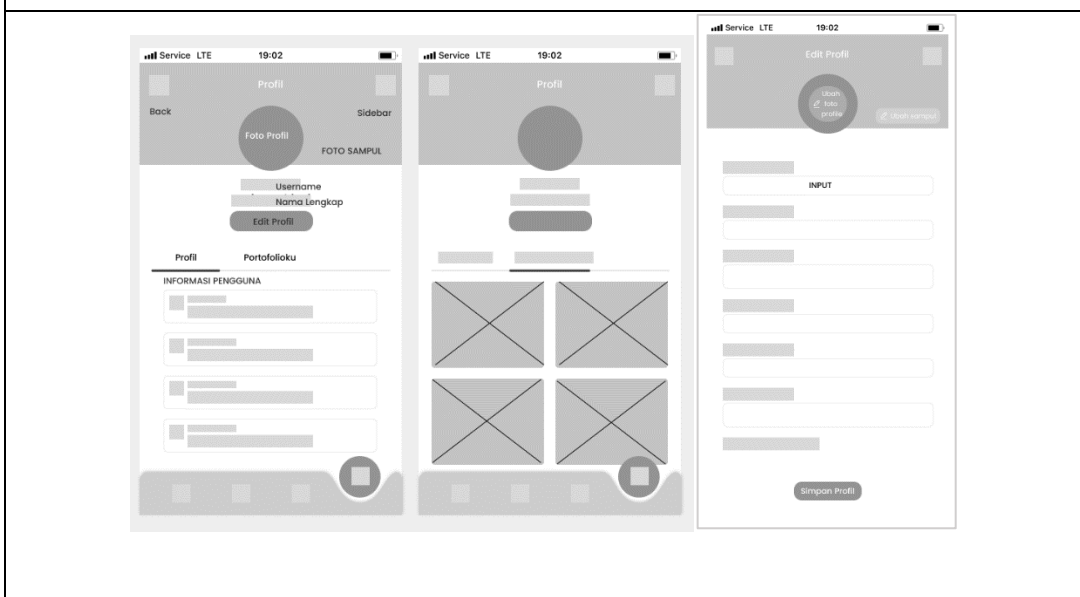 Service LTE 19:02
Profil
Back Sidebar
Foto Profil
FOTO SAMPUL
Username
Nama Lengkap
Edit Profil
Profil Portofolioku
INFORMASI PENGGUNA
Service LTE 19:02
Profil
Service LTE 19:02
Edit Profil
Ubah
foto
profile
Ubah sampul
INPUT
Simpan Profil